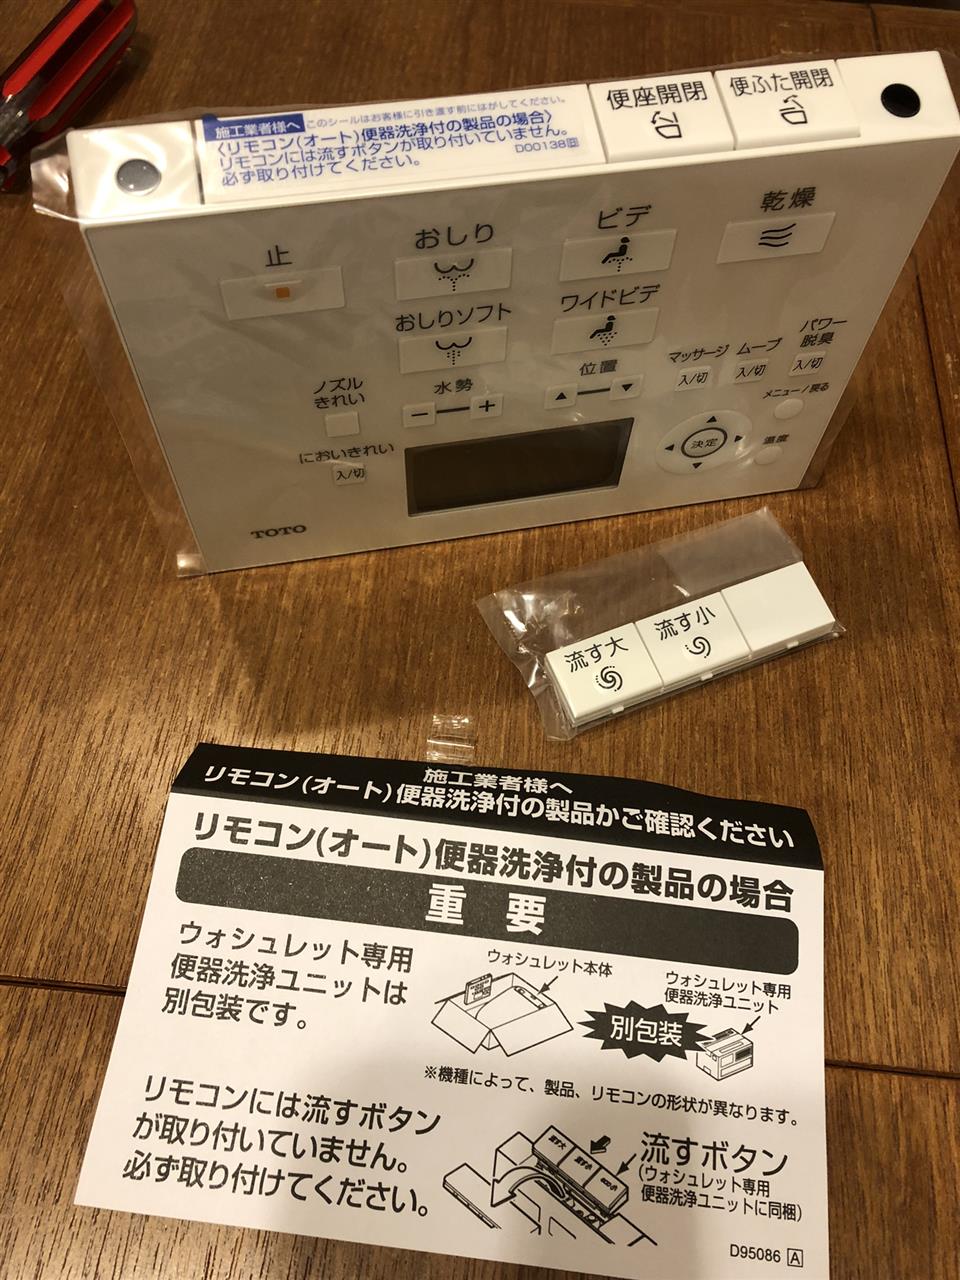 施工業者様へ このシールはお客様に引き渡す前にはがしてください。
〈リモコン(オート)便器洗浄付の製品の場合〉
リモコンには流すボタンが取り付いていません。
必ず取り付けてください。
D00138
便座開閉
便ふた開閉
止
おしり
ビデ
乾燥
おしりソフト
ワイドビデ
ノズル
きれい
水勢
− +
位置
▲ ▼
マッサージ
入/切
ムーブ
入/切
パワー
脱臭
入/切
メニュー/戻る
決定
温度
においきれい
入/切
TOTO
流す大
流す小
施工業者様へ
リモコン(オート)便器洗浄付の製品かご確認ください
リモコン(オート)便器洗浄付の製品の場合
重要
ウォシュレット専用
便器洗浄ユニットは
別包装です。
ウォシュレット本体
別包装
ウォシュレット専用
便器洗浄ユニット
※機種によって、製品、リモコンの形状が異なります。
リモコンには流すボタン
が取り付いていません。
必ず取り付けてください。
流す大
流す小
流すボタン
(ウォシュレット専用
便器洗浄ユニットに同梱)
D95086 A